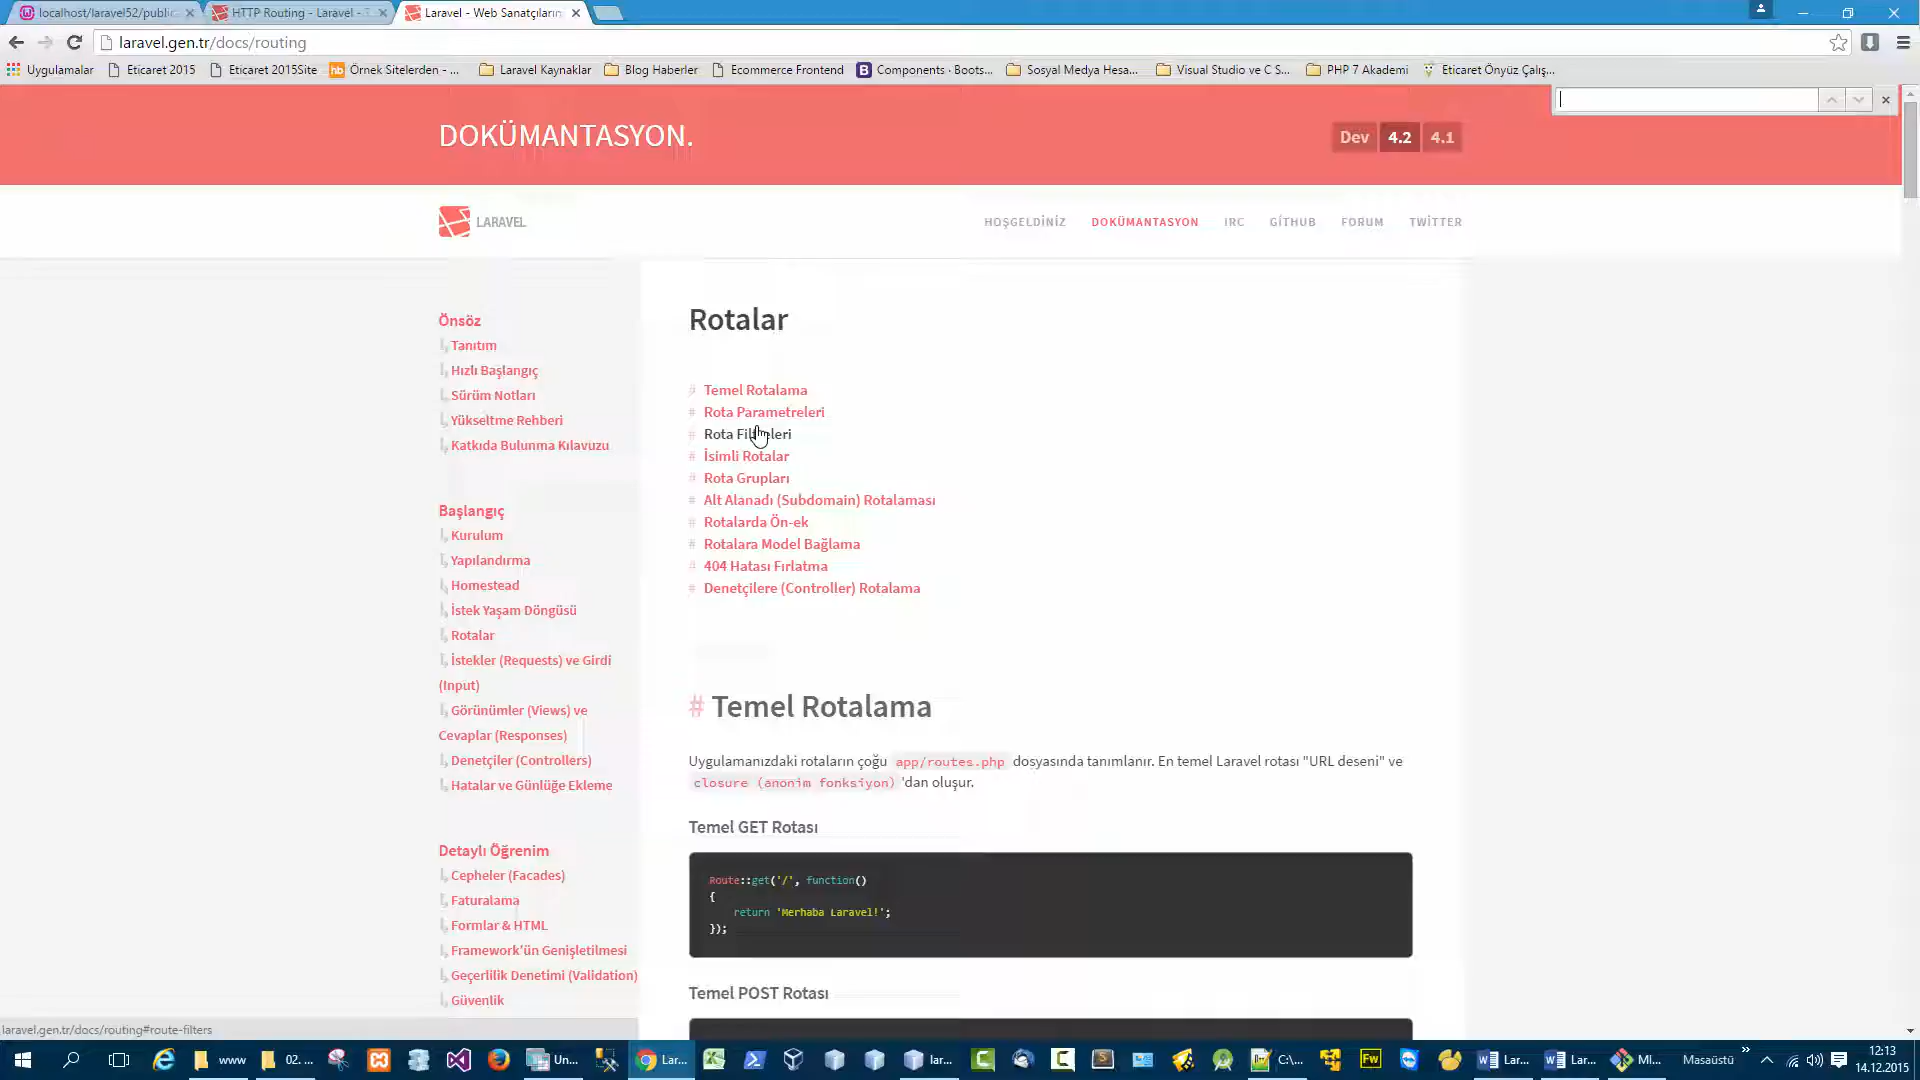 localhost/laravel52/public
HTTP Routing - Laravel - T
Laravel - Web Sanatçıların
laravel.gen.tr/docs/routing
Uygulamalar
Eticaret 2015
Eticaret 2015Site
Örnek Sitelerden - ...
Laravel Kaynaklar
Blog Haberler
Ecommerce Frontend
Components · Boots...
Sosyal Medya Hesa...
Visual Studio ve C S...
PHP 7 Akademi
Eticaret Önyüz Çalış...
DOKÜMANTASYON.
Dev 4.2 4.1
LARAVEL
HOŞGELDİNİZ DOKÜMANTASYON IRC GİTHUB FORUM TWİTTER
Önsöz
Tanıtım
Hızlı Başlangıç
Sürüm Notları
Yükseltme Rehberi
Katkıda Bulunma Kılavuzu
Başlangıç
Kurulum
Yapılandırma
Homestead
İstek Yaşam Döngüsü
Rotalar
İstekler (Requests) ve Girdi
(Input)
Görünümler (Views) ve
Cevaplar (Responses)
Denetçiler (Controllers)
Hatalar ve Günlüğe Ekleme
Detaylı Öğrenim
Cepheler (Facades)
Faturalama
Formlar & HTML
Framework'ün Genişletilmesi
Geçerlilik Denetimi (Validation)
Güvenlik
Rotalar
# Temel Rotalama
# Rota Parametreleri
# Rota Filtreleri
# İsimli Rotalar
# Rota Grupları
# Alt Alanadı (Subdomain) Rotalaması
# Rotalarda Ön-ek
# Rotalara Model Bağlama
# 404 Hatası Fırlatma
# Denetçilere (Controller) Rotalama
# Temel Rotalama
Uygulamanızdaki rotaların çoğu app/routes.php dosyasında tanımlanır. En temel Laravel rotası "URL deseni" ve
closure (anonim fonksiyon) 'dan oluşur.
Temel GET Rotası
Route::get('/', function()
{
return 'Merhaba Laravel!';
});
Temel POST Rotası
laravel.gen.tr/docs/routing#route-filters
www
02. ...
Un...
Lar...
lar...
C:\...
Fw
Lar...
Lar...
MI...
Masaüstü
12:13
14.12.2015